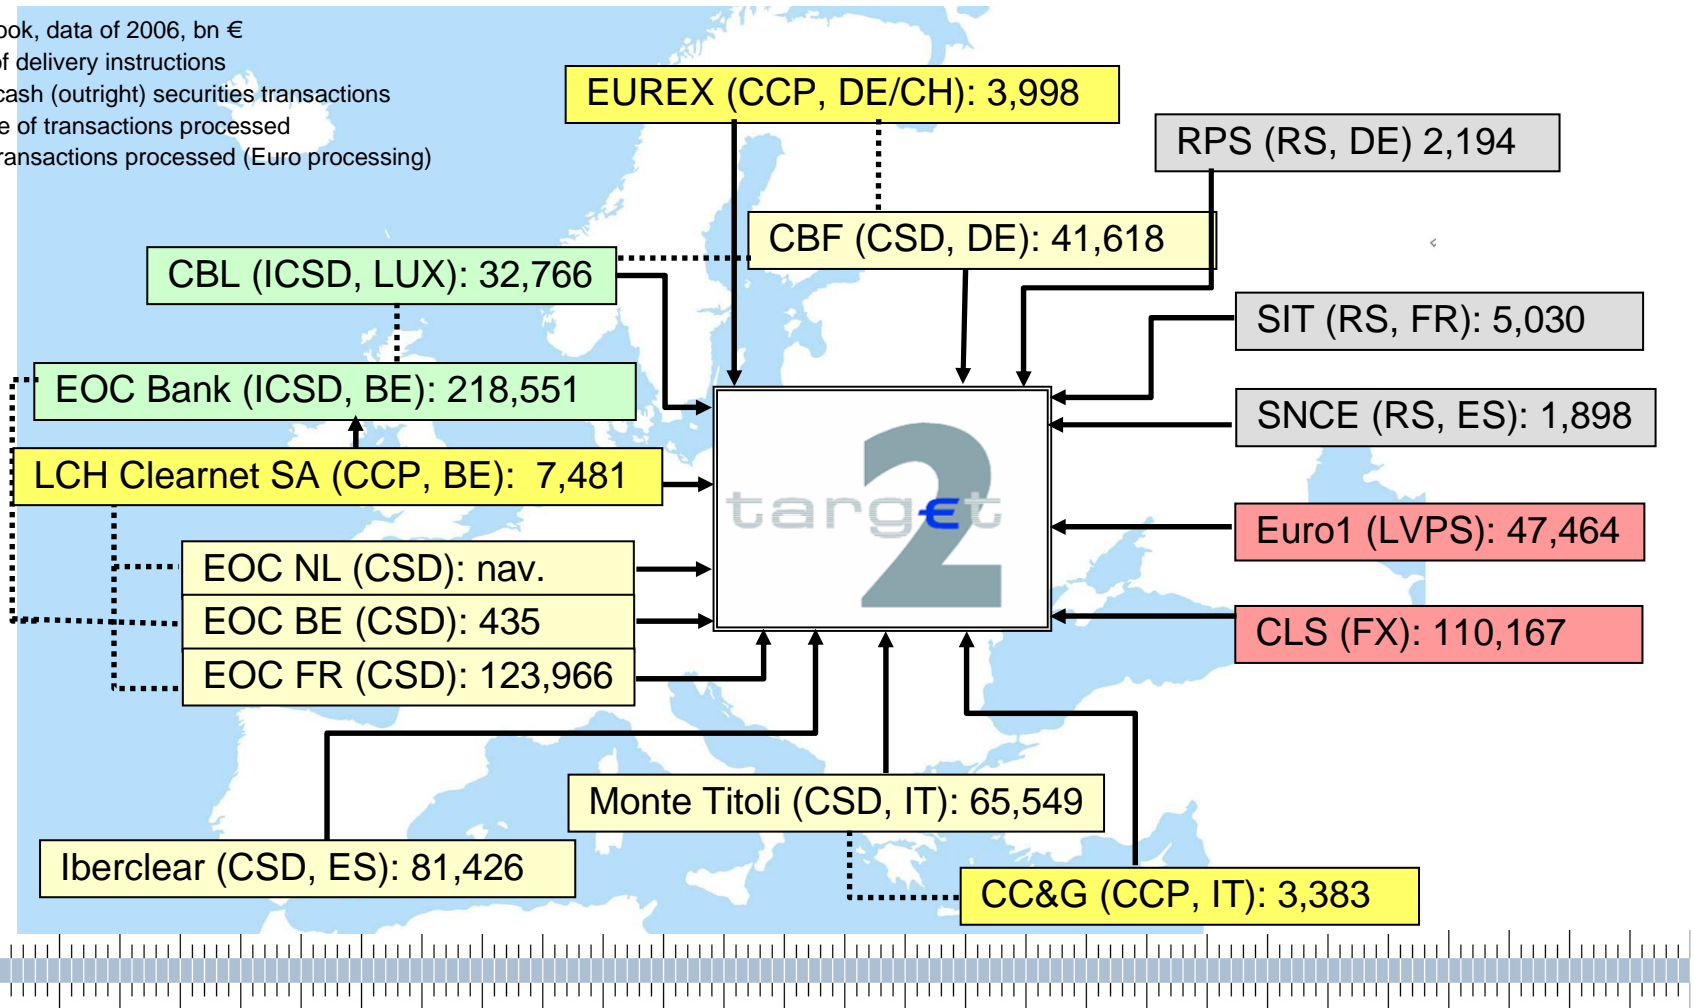 ook, data of 2006, bn €
of delivery instructions
cash (outright) securities transactions
e of transactions processed
ransactions processed (Euro processing)
EUREX (CCP, DE/CH): 3,998
RPS (RS, DE) 2,194
CBF (CSD, DE): 41,618
CBL (ICSD, LUX): 32,766
SIT (RS, FR): 5,030
EOC Bank (ICSD, BE): 218,551
SNCE (RS, ES): 1,898
LCH Clearnet SA (CCP, BE): 7,481
target
2
Euro1 (LVPS): 47,464
EOC NL (CSD): nav.
EOC BE (CSD): 435
CLS (FX): 110,167
EOC FR (CSD): 123,966
Monte Titoli (CSD, IT): 65,549
Iberclear (CSD, ES): 81,426
CC&G (CCP, IT): 3,383